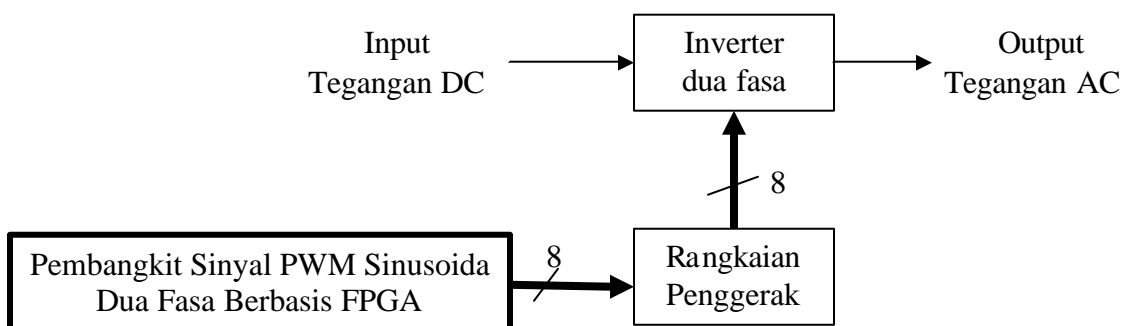 Input
Tegangan DC
Inverter
dua fasa
Output
Tegangan AC
8
Pembangkit Sinyal PWM Sinusoida
Dua Fasa Berbasis FPGA
8
Rangkaian
Penggerak